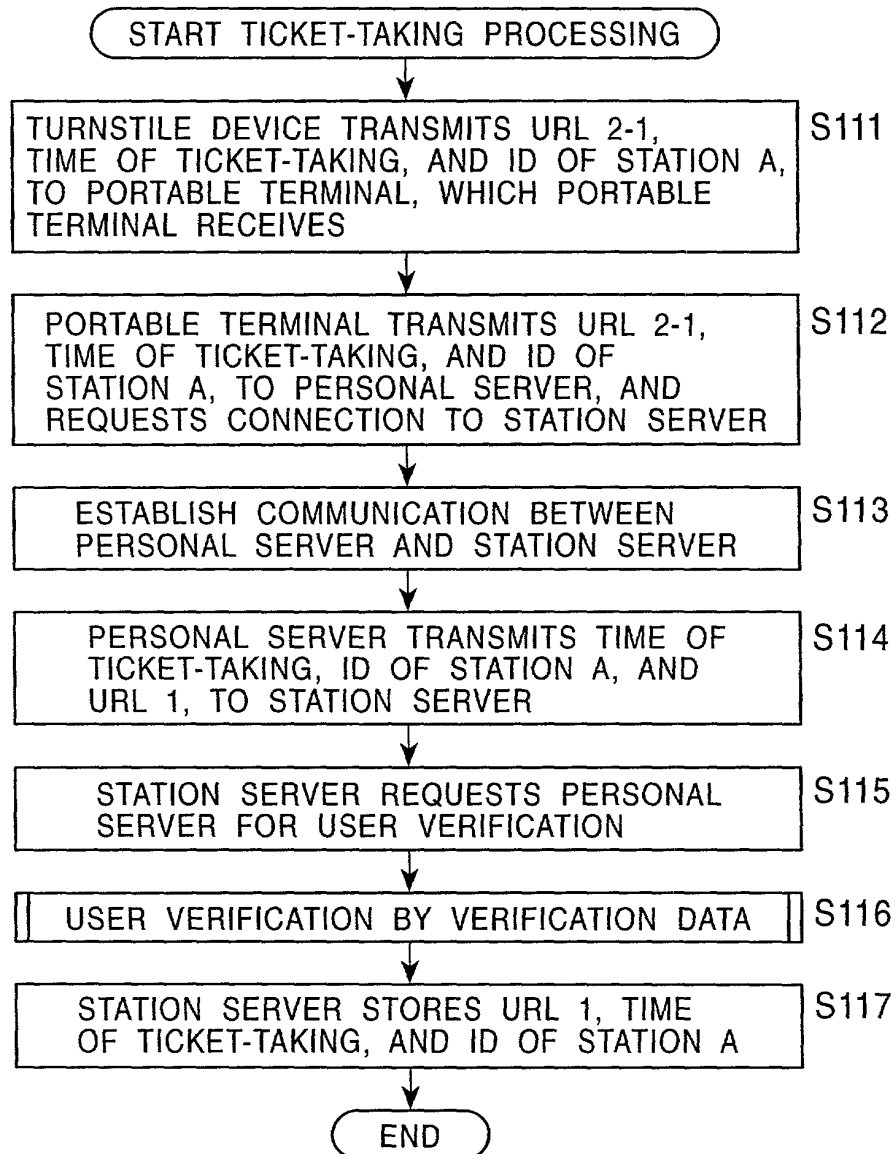 START TICKET-TAKING PROCESSING
TURNSTILE DEVICE TRANSMITS URL 2-1,
TIME OF TICKET-TAKING, AND ID OF STATION A,
TO PORTABLE TERMINAL, WHICH PORTABLE
TERMINAL RECEIVES
S111
PORTABLE TERMINAL TRANSMITS URL 2-1,
TIME OF TICKET-TAKING, AND ID OF
STATION A, TO PERSONAL SERVER, AND
REQUESTS CONNECTION TO STATION SERVER
S112
ESTABLISH COMMUNICATION BETWEEN
PERSONAL SERVER AND STATION SERVER
S113
PERSONAL SERVER TRANSMITS TIME OF
TICKET-TAKING, ID OF STATION A, AND
URL 1, TO STATION SERVER
S114
STATION SERVER REQUESTS PERSONAL
SERVER FOR USER VERIFICATION
S115
USER VERIFICATION BY VERIFICATION DATA
S116
STATION SERVER STORES URL 1, TIME
OF TICKET-TAKING, AND ID OF STATION A
S117
END